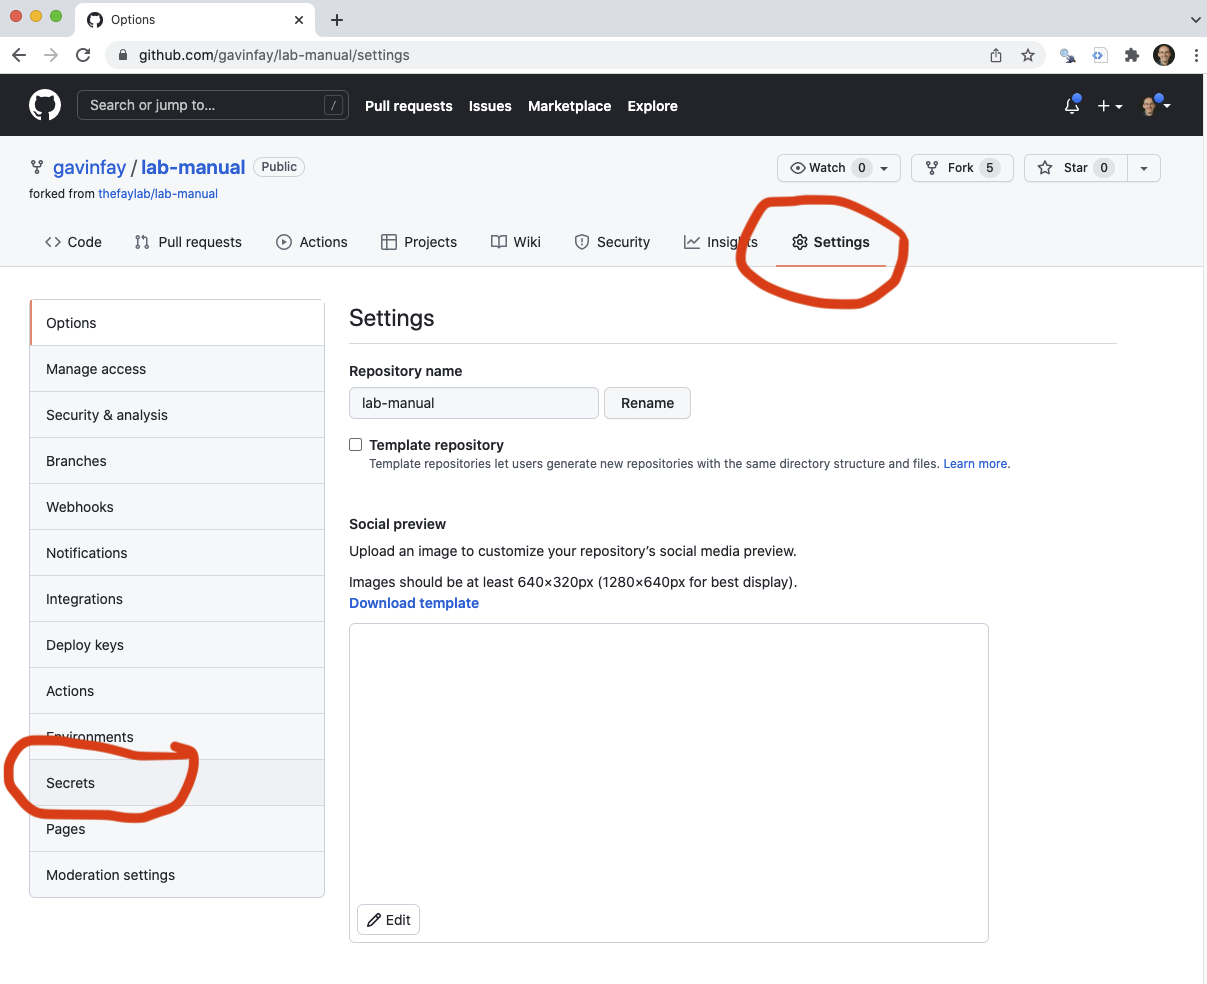 Options
github.com/gavinfay/lab-manual/settings
Search or jump to... / Pull requests Issues Marketplace Explore
gavinfay / lab-manual Public Watch 0 Fork 5 Star 0
forked from thefaylab/lab-manual
Code Pull requests Actions Projects Wiki Security Insights Settings
Options
Manage access
Security & analysis
Branches
Webhooks
Notifications
Integrations
Deploy keys
Actions
Environments
Secrets
Pages
Moderation settings
Settings
Repository name
lab-manual Rename
Template repository
Template repositories let users generate new repositories with the same directory structure and files. Learn more.
Social preview
Upload an image to customize your repository’s social media preview.
Images should be at least 640×320px (1280×640px for best display).
Download template
Edit